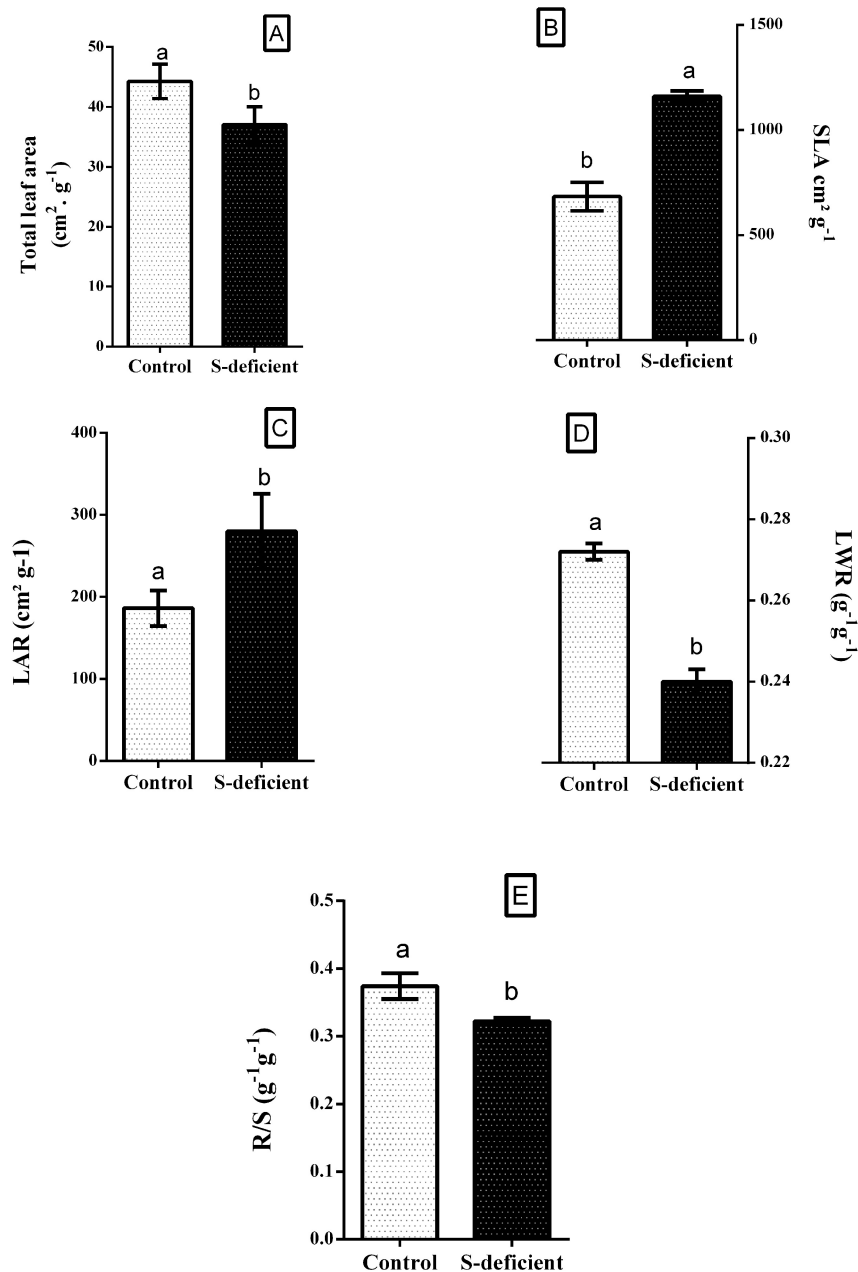 A
Total leaf area
(cm². g⁻¹)
50
40
30
20
10
0
a
b
Control S-deficient
B
SLA cm² g⁻¹
1500
1000
500
0
b
a
Control S-deficient
C
LAR (cm² g-1)
400
300
200
100
0
a
b
Control S-deficient
D
LWR (g⁻¹g⁻¹)
0.30
0.28
0.26
0.24
0.22
a
b
Control S-deficient
E
R/S (g⁻¹g⁻¹)
0.5
0.4
0.3
0.2
0.1
0.0
a
b
Control S-deficient